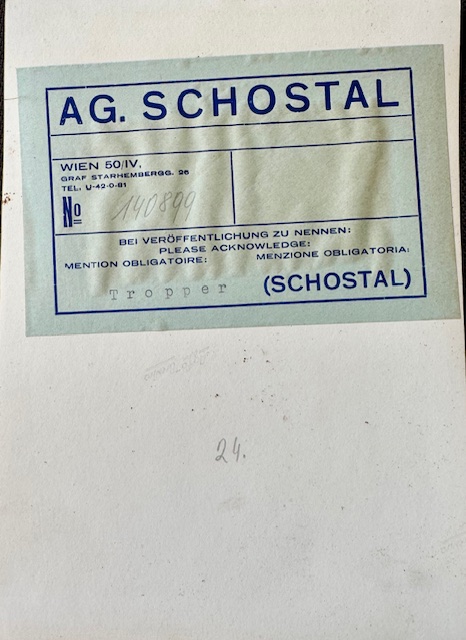 AG. SCHOSTAL
WIEN 50/IV,
GRAF STARHEMBERGG. 26
TEL. U-42-0-81
No 140899
BEI VERÖFFENTLICHUNG ZU NENNEN:
PLEASE ACKNOWLEDGE:
MENTION OBLIGATOIRE: MENZIONE OBLIGATORIA:
Tropper (SCHOSTAL)
24.